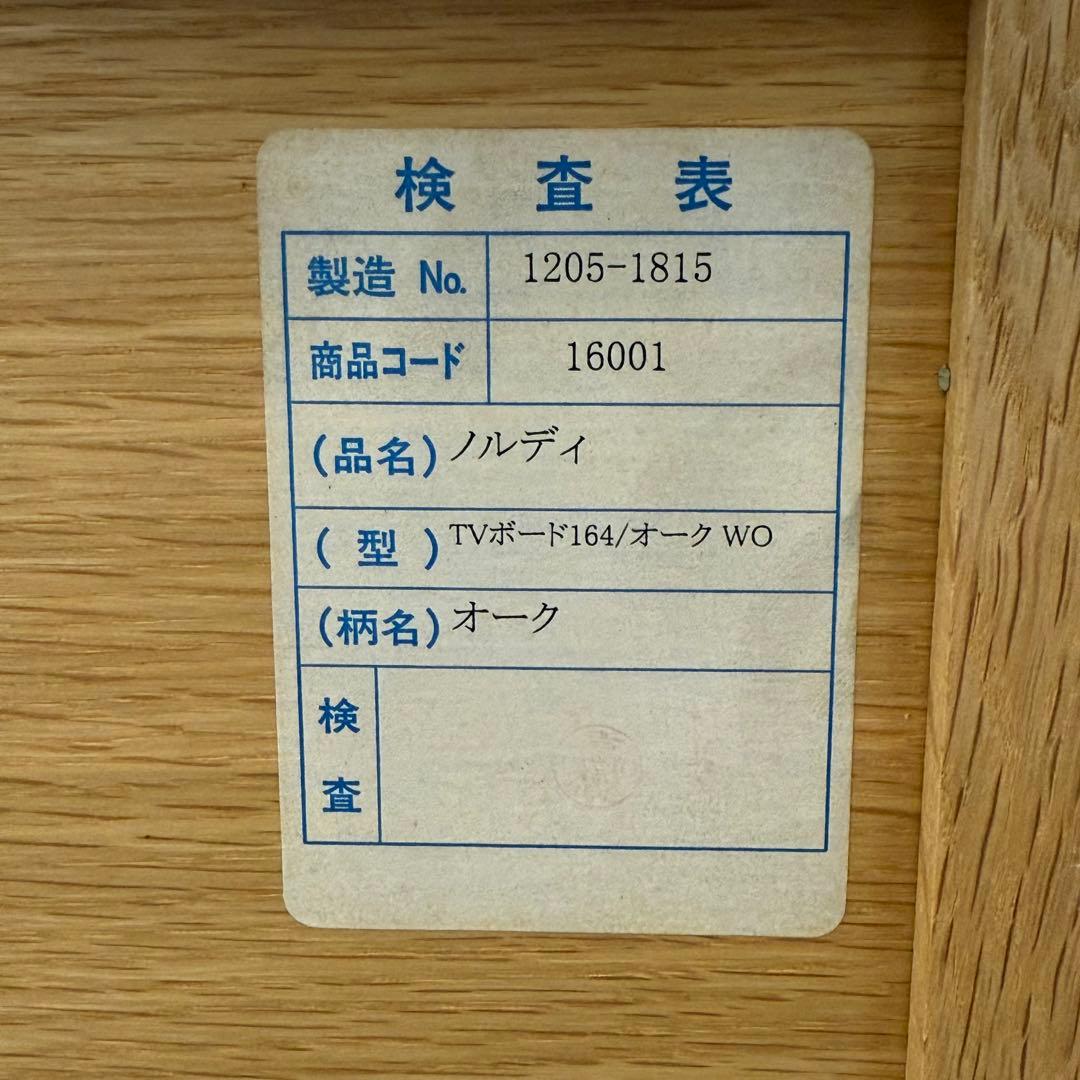 検査表
製造 No. 1205-1815
商品コード 16001
(品名) ノルディ
(型) TVボード164/オーク WO
(柄名) オーク
検査